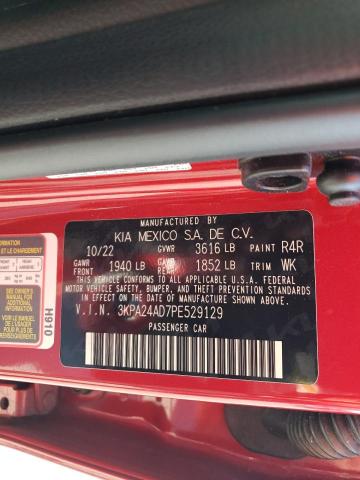 MANUFACTURED BY
KIA MEXICO S.A. DE C.V.
10/22 GVWR 3616 LB PAINT R4R
GAWR FRONT 1940 LB GAWR REAR 1852 LB TRIM WK
THIS VEHICLE CONFORMS TO ALL APPLICABLE U.S. FEDERAL
MOTOR VEHICLE SAFETY, BUMPER, AND THEFT PREVENTION
STANDARDS IN EFFECT ON THE DATE OF MANUFACTURE SHOWN ABOVE.
V.I.N. 3KPA24AD7PE529129
PASSENGER CAR
INFORMATION
H910